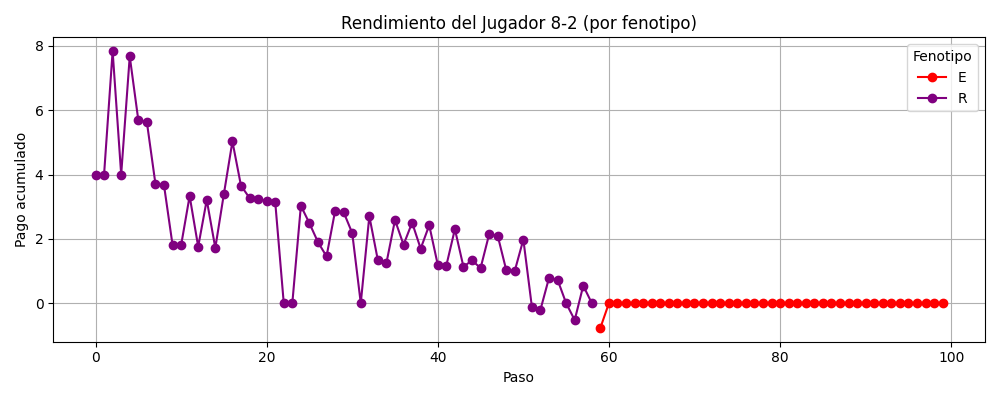 Rendimiento del Jugador 8-2 (por fenotipo)
Fenotipo
E
R
Pago acumulado
8
6
4
2
0
0
20
40
60
80
100
Paso